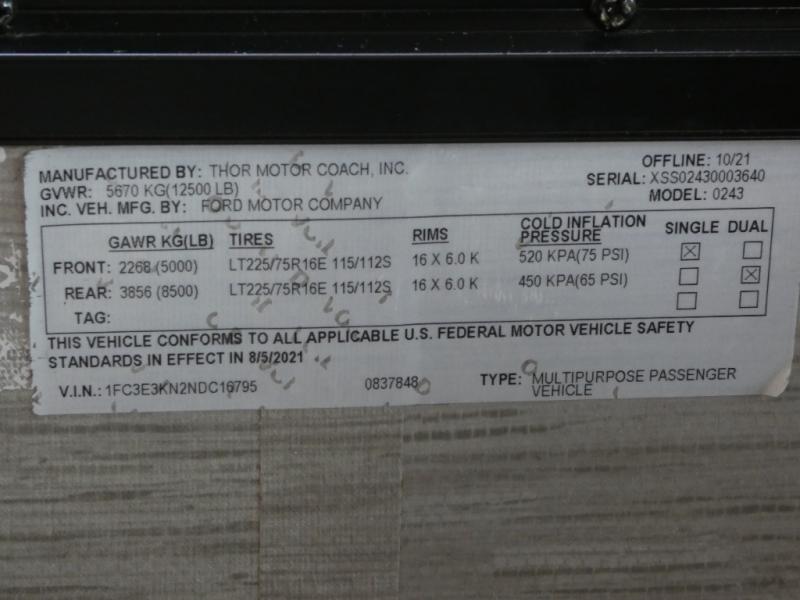 MANUFACTURED BY: THOR MOTOR COACH, INC.
OFFLINE: 10/21
GVWR: 5670 KG(12500 LB)
SERIAL: XSS02430003640
INC. VEH. MFG. BY: FORD MOTOR COMPANY
MODEL: 0243
GAWR KG(LB) TIRES RIMS COLD INFLATION PRESSURE SINGLE DUAL
FRONT: 2268 (5000) LT225/75R16E 115/112S 16 X 6.0 K 520 KPA(75 PSI)
REAR: 3856 (8500) LT225/75R16E 115/112S 16 X 6.0 K 450 KPA(65 PSI)
TAG:
THIS VEHICLE CONFORMS TO ALL APPLICABLE U.S. FEDERAL MOTOR VEHICLE SAFETY
STANDARDS IN EFFECT IN 8/5/2021
V.I.N.: 1FC3E3KN2NDC16795 0837848 TYPE: MULTIPURPOSE PASSENGER
VEHICLE